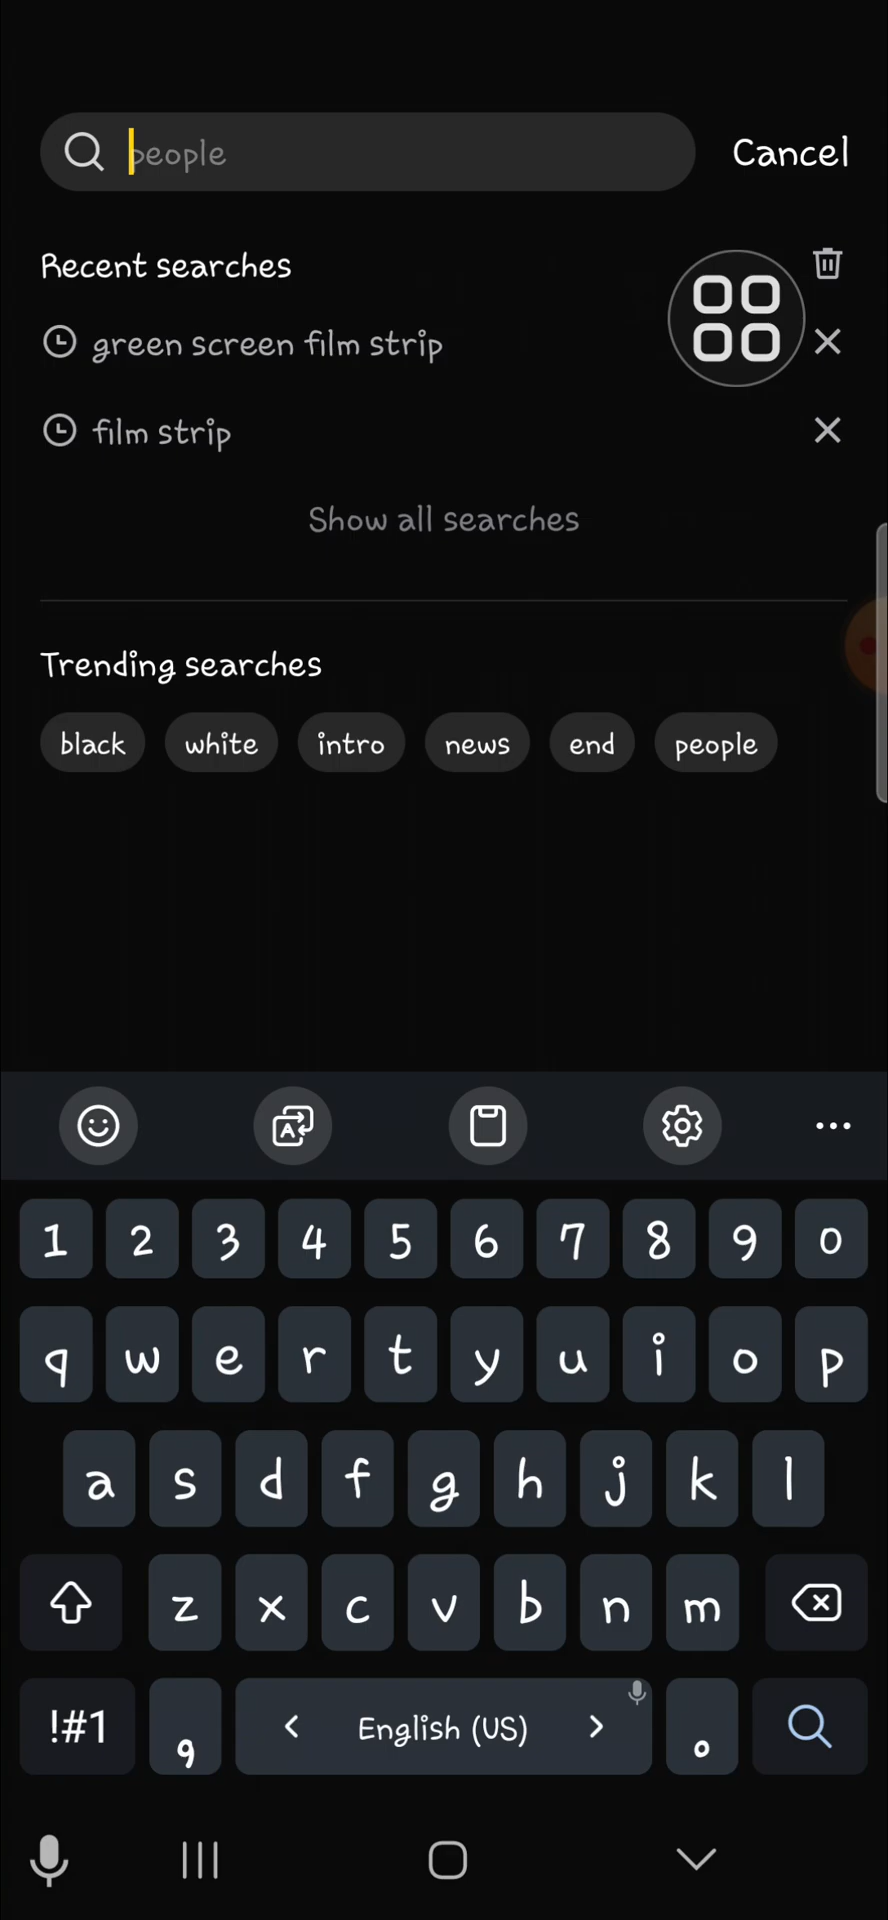 people
Cancel
Recent searches
green screen film strip
film strip
Show all searches
Trending searches
black white intro news end people
1 2 3 4 5 6 7 8 9 0
q w e r t y u i o p
a s d f g h j k l
z x c v b n m
!#1 , < English (US) > .